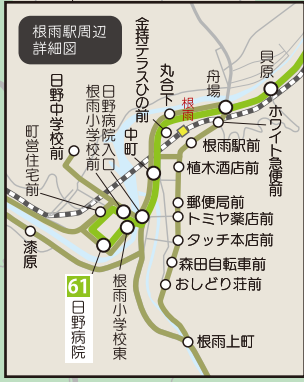 根雨駅周辺
詳細図
貝原
舟場
丸合下
金持テラスひの前
根雨
ホワイト急便前
日野中学校前
日野病院入口
根雨小学校前
中町
町営住宅前
根雨駅前
植木酒店前
郵便局前
トミヤ薬店前
タッチ本店前
森田自転車前
おしどり荘前
根雨上町
漆原
61
日野病院
根雨小学校東